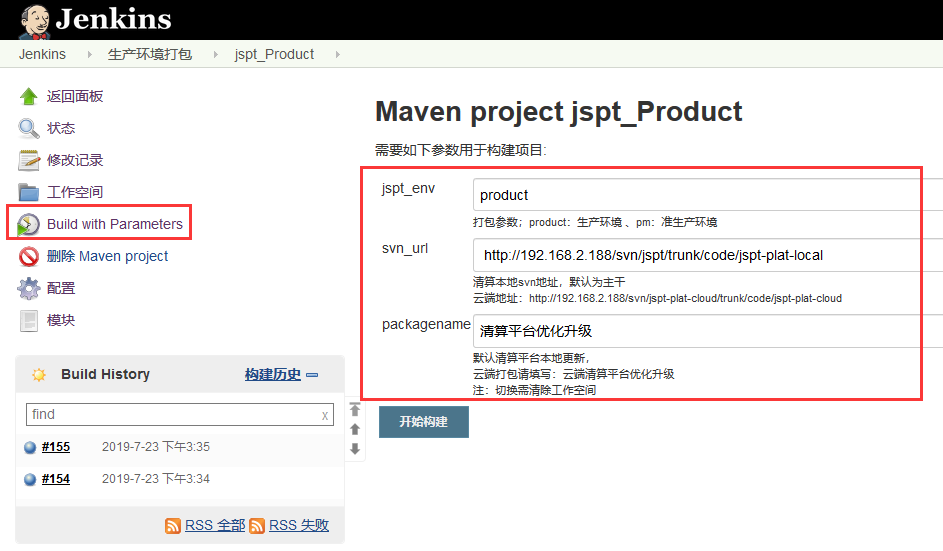 Jenkins
Jenkins 生产环境打包 jspt_Product
返回面板
状态
修改记录
工作空间
Build with Parameters
删除 Maven project
配置
模块
Build History 构建历史
find x
#155 2019-7-23 下午3:35
#154 2019-7-23 下午3:34
RSS 全部 RSS 失败
Maven project jspt_Product
需要如下参数用于构建项目:
jspt_env product
打包参数；product：生产环境 、pm：准生产环境
svn_url http://192.168.2.188/svn/jspt/trunk/code/jspt-plat-local
清算本地svn地址，默认为主干
云端地址：http://192.168.2.188/svn/jspt-plat-cloud/trunk/code/jspt-plat-cloud
packagename 清算平台优化升级
默认清算平台本地更新，
云端打包请填写：云端清算平台优化升级
注：切换需清除工作空间
开始构建